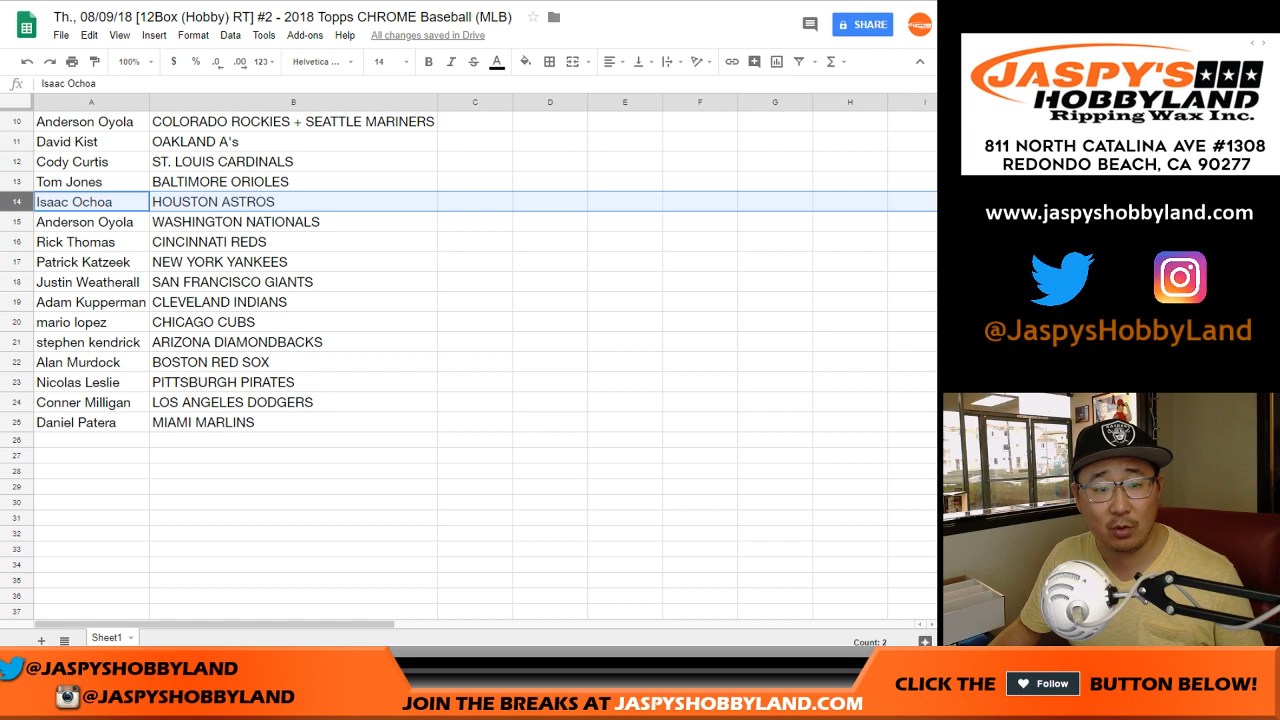 Th., 08/09/18 [12Box (Hobby) RT] #2 - 2018 Topps CHROME Baseball (MLB)
File Edit View Insert Format Data Tools Add-ons Help All changes saved in Drive
SHARE
100% $ % .0 .00 123 Helvetica ... 14 B I S A
fx Isaac Ochoa
A B C D E F G H I
10 Anderson Oyola COLORADO ROCKIES + SEATTLE MARINERS
11 David Kist OAKLAND A's
12 Cody Curtis ST. LOUIS CARDINALS
13 Tom Jones BALTIMORE ORIOLES
14 Isaac Ochoa HOUSTON ASTROS
15 Anderson Oyola WASHINGTON NATIONALS
16 Rick Thomas CINCINNATI REDS
17 Patrick Katzeek NEW YORK YANKEES
18 Justin Weatherall SAN FRANCISCO GIANTS
19 Adam Kupperman CLEVELAND INDIANS
20 mario lopez CHICAGO CUBS
21 stephen kendrick ARIZONA DIAMONDBACKS
22 Alan Murdock BOSTON RED SOX
23 Nicolas Leslie PITTSBURGH PIRATES
24 Conner Milligan LOS ANGELES DODGERS
25 Daniel Patera MIAMI MARLINS
26
27
28
29
30
31
32
33
34
35
36
37
Sheet1
Count: 2
JASPY'S
HOBBYLAND
Ripping Wax Inc.
811 NORTH CATALINA AVE #1308
REDONDO BEACH, CA 90277
www.jaspyshobbyland.com
@JaspysHobbyLand
RAIDERS
@JASPYSHOBBYLAND
@JASPYSHOBBYLAND
JOIN THE BREAKS AT JASPYSHOBBYLAND.COM
CLICK THE Follow BUTTON BELOW!